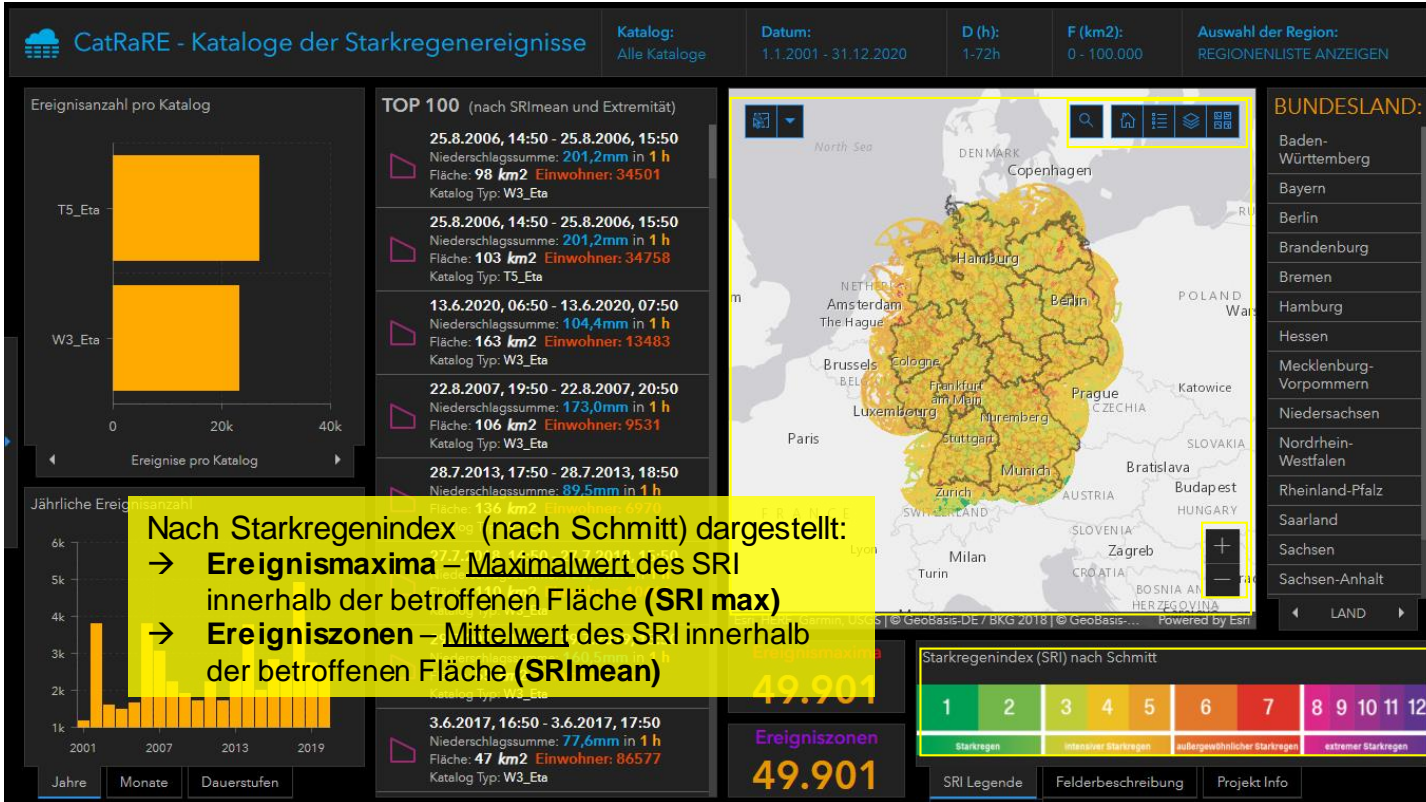 CatRaRE - Kataloge der Starkregenereignisse
Katalog:
Alle Kataloge
Datum:
1.1.2001 - 31.12.2020
D (h):
1-72h
F (km2):
0 - 100.000
Auswahl der Region:
REGIONENLISTE ANZEIGEN
Ereignisanzahl pro Katalog
T5_Eta
W3_Eta
0 20k 40k
Ereignise pro Katalog
Jährliche Ereignisanzahl
6k
5k
4k
3k
2k
1k
2001 2007 2013 2019
Jahre Monate Dauerstufen
TOP 100 (nach SRImean und Extremität)
25.8.2006, 14:50 - 25.8.2006, 15:50
Niederschlagssumme: 201,2mm in 1 h
Fläche: 98 km2 Einwohner: 34501
Katalog Typ: W3_Eta
25.8.2006, 14:50 - 25.8.2006, 15:50
Niederschlagssumme: 201,2mm in 1 h
Fläche: 103 km2 Einwohner: 34758
Katalog Typ: T5_Eta
13.6.2020, 06:50 - 13.6.2020, 07:50
Niederschlagssumme: 104,4mm in 1 h
Fläche: 163 km2 Einwohner: 13483
Katalog Typ: W3_Eta
22.8.2007, 19:50 - 22.8.2007, 20:50
Niederschlagssumme: 173,0mm in 1 h
Fläche: 106 km2 Einwohner: 9531
Katalog Typ: W3_Eta
28.7.2013, 17:50 - 28.7.2013, 18:50
Niederschlagssumme: 89,5mm in 1 h
Fläche: 136 km2 Einwohner: 6970
Nach Starkregenindex (nach Schmitt) dargestellt:
→ Ereignismaxima – Maximalwert des SRI
innerhalb der betroffenen Fläche (SRI max)
→ Ereigniszonen – Mittelwert des SRI innerhalb
der betroffenen Fläche (SRImean)
Katalog Typ: W3_Eta
3.6.2017, 16:50 - 3.6.2017, 17:50
Niederschlagssumme: 77,6mm in 1 h
Fläche: 47 km2 Einwohner: 86577
Katalog Typ: W3_Eta
North Sea
DENMARK
Copenhagen
Hamburg
Amsterdam
The Hague
Berlin
POLAND
Brussels
Cologne
Frankfurt
am Main
Prague
CZECHIA
Katowice
Luxembourg
Nuremberg
Paris
Stuttgart
SLOVAKIA
Munich
Bratislava
Zurich
AUSTRIA
Budapest
HUNGARY
FRANCE
SWITZERLAND
SLOVENIA
Lyon
Milan
Zagreb
Turin
CROATIA
BOSNIA AN
HERZEGOVINA
Esri, HERE, Garmin, USGS | © GeoBasis-DE / BKG 2018 | © GeoBasis-... Powered by Esri
+
−
Ereignismaxima
49.901
Ereigniszonen
49.901
BUNDESLAND:
Baden-
Württemberg
Bayern
Berlin
Brandenburg
Bremen
Hamburg
Hessen
Mecklenburg-
Vorpommern
Niedersachsen
Nordrhein-
Westfalen
Rheinland-Pfalz
Saarland
Sachsen
Sachsen-Anhalt
LAND
Starkregenindex (SRI) nach Schmitt
1 2 3 4 5 6 7 8 9 10 11 12
Starkregen intensiver Starkregen außergewöhnlicher Starkregen extremer Starkregen
SRI Legende Felderbeschreibung Projekt Info